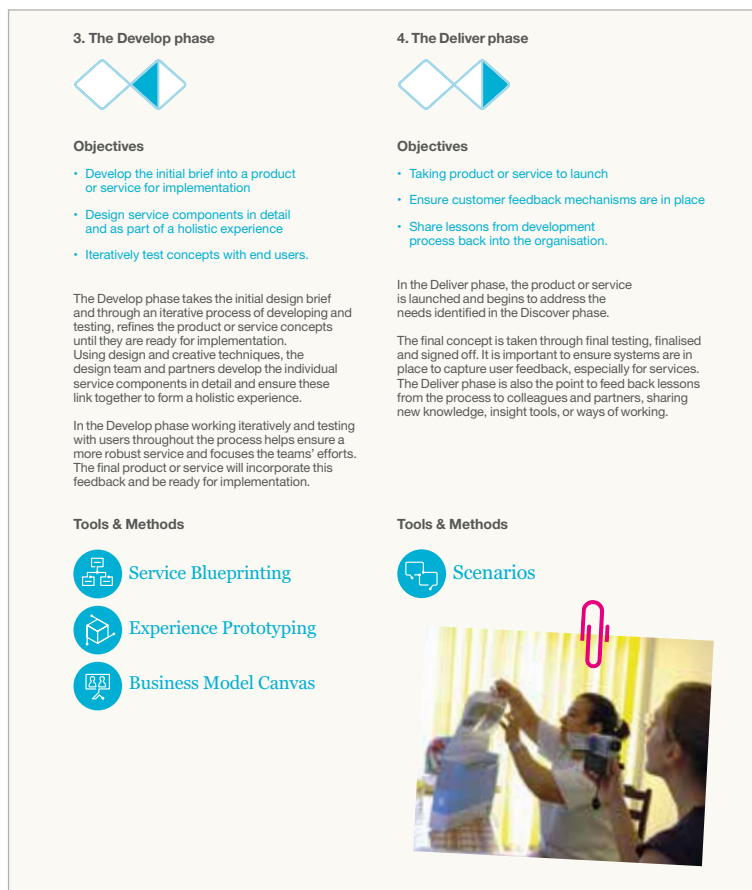 3. The Develop phase
Objectives
• Develop the initial brief into a product
or service for implementation
• Design service components in detail
and as part of a holistic experience
• Iteratively test concepts with end users.
The Develop phase takes the initial design brief
and through an iterative process of developing and
testing, refines the product or service concepts
until they are ready for implementation.
Using design and creative techniques, the
design team and partners develop the individual
service components in detail and ensure these
link together to form a holistic experience.
In the Develop phase working iteratively and testing
with users throughout the process helps ensure a
more robust service and focuses the teams' efforts.
The final product or service will incorporate this
feedback and be ready for implementation.
Tools & Methods
Service Blueprinting
Experience Prototyping
Business Model Canvas
4. The Deliver phase
Objectives
• Taking product or service to launch
• Ensure customer feedback mechanisms are in place
• Share lessons from development
process back into the organisation.
In the Deliver phase, the product or service
is launched and begins to address the
needs identified in the Discover phase.
The final concept is taken through final testing, finalised
and signed off. It is important to ensure systems are in
place to capture user feedback, especially for services.
The Deliver phase is also the point to feed back lessons
from the process to colleagues and partners, sharing
new knowledge, insight tools, or ways of working.
Tools & Methods
Scenarios